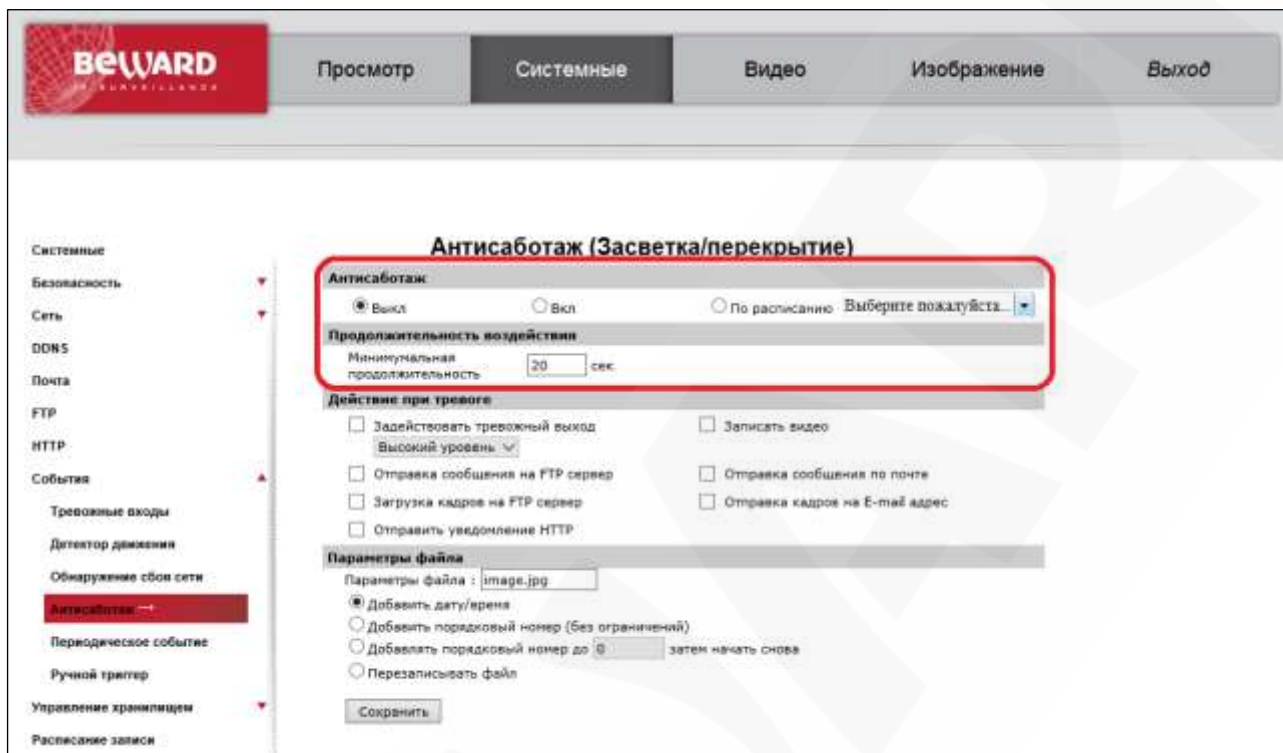 BEWARD
IP SURVEILLANCE
Просмотр Системные Видео Изображение Выход
Антисаботаж (Засветка/перекрытие)
Антисаботаж
Выкл Вкл По расписанию Выберите пожалуйста...
Продолжительность воздействия
Минимумальная
продолжительность 20 сек
Действие при тревоге
Задействовать тревожный выход Записать видео
Высокий уровень
Отправка сообщения на FTP сервер Отправка сообщения по почте
Загрузка кадров на FTP сервер Отправка кадров на E-mail адрес
Отправить уведомление HTTP
Параметры файла
Параметры файла : image.jpg
Добавить дату/время
Добавить порядковый номер (без ограничений)
Добавлять порядковый номер до 0 затем начать снова
Перезаписывать файл
Сохранить
Системные
Безопасность
Сеть
DDNS
Почта
FTP
HTTP
События
Тревожные входы
Детектор движения
Обнаружение сбоя сети
Антисаботаж
Периодическое событие
Ручной триггер
Управление хранилищем
Расписание записи